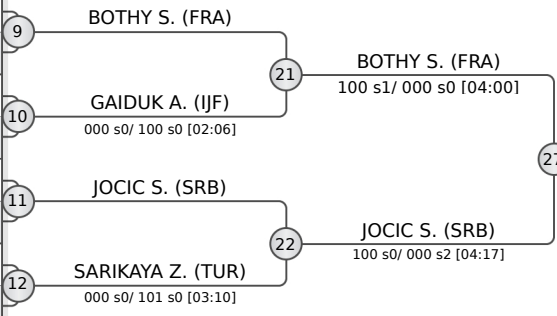 9
BOTHY S. (FRA)
10
GAIDUK A. (IJF)
000 s0/ 100 s0 [02:06]
21
BOTHY S. (FRA)
100 s1/ 000 s0 [04:00]
11
JOCIC S. (SRB)
12
SARIKAYA Z. (TUR)
000 s0/ 101 s0 [03:10]
22
JOCIC S. (SRB)
100 s0/ 000 s2 [04:17]
27